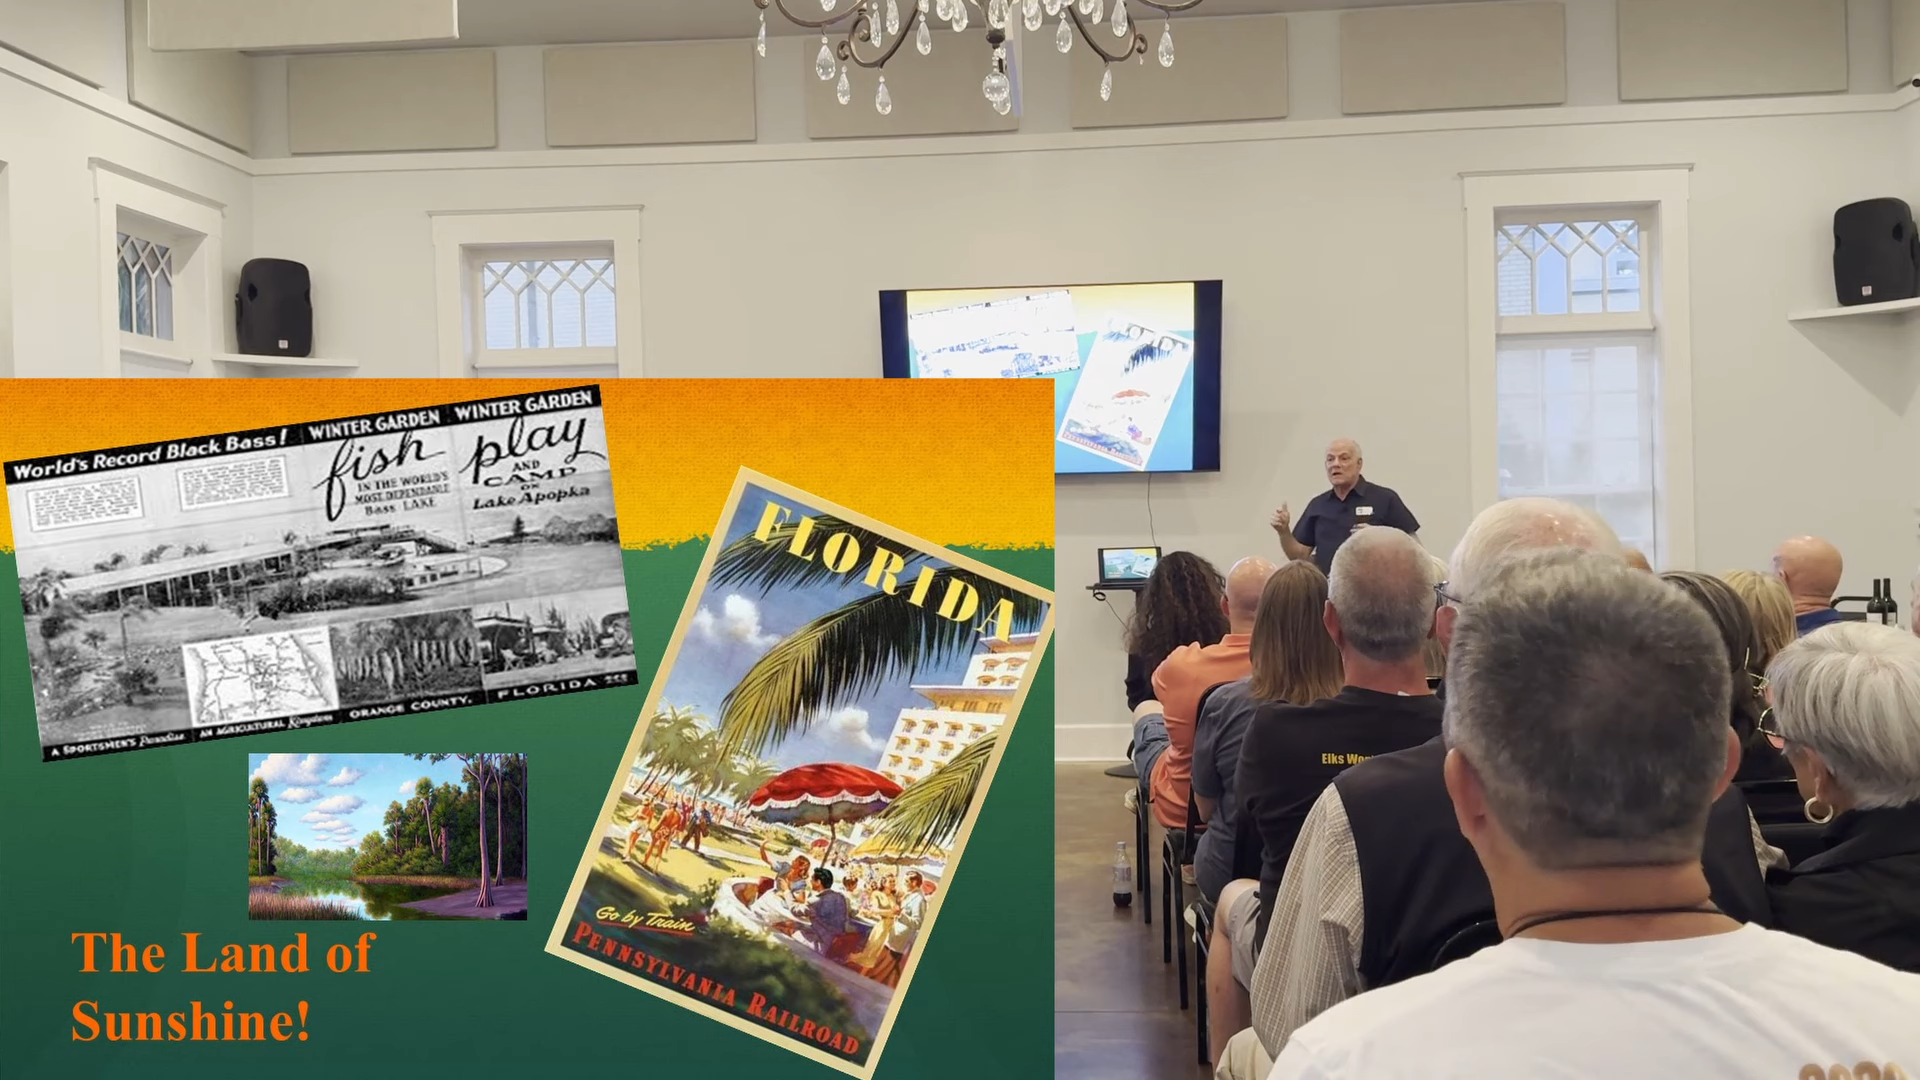 World's Record Black Bass!
WINTER GARDEN
WINTER GARDEN
fish
IN THE WORLD'S
MOST DEPENDABLE
Bass LAKE
play
AND
CAMP
ON
Lake Apopka
A SPORTSMEN'S Paradise
AN AGRICULTURAL Kingdom
ORANGE COUNTY,
FLORIDA
FLORIDA
Go by Train
PENNSYLVANIA RAILROAD
The Land of
Sunshine!
Elks